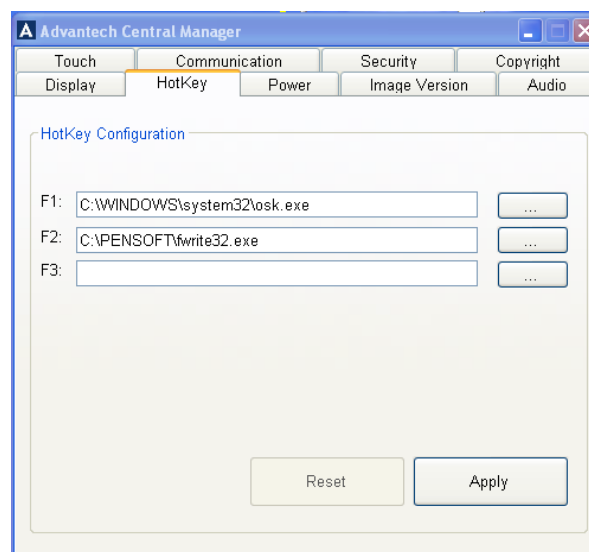 Advantech Central Manager
Touch Communication Security Copyright
Display HotKey Power Image Version Audio
HotKey Configuration
F1: C:\WINDOWS\system32\osk.exe ...
F2: C:\PENSOFT\fwrite32.exe ...
F3: ...
Reset Apply